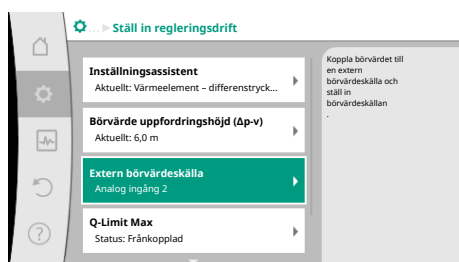 ... ▸ Ställ in regleringsdrift
Inställningsassistent
Aktuellt: Värmeelement – differenstryck...
Börvärde uppfordringshöjd (Δp-v)
Aktuellt: 6,0 m
Extern börvärdeskälla
Analog ingång 2
Q-Limit Max
Status: Frånkopplad
Koppla börvärdet till
en extern
börvärdeskälla och
ställ in
börvärdeskällan
.